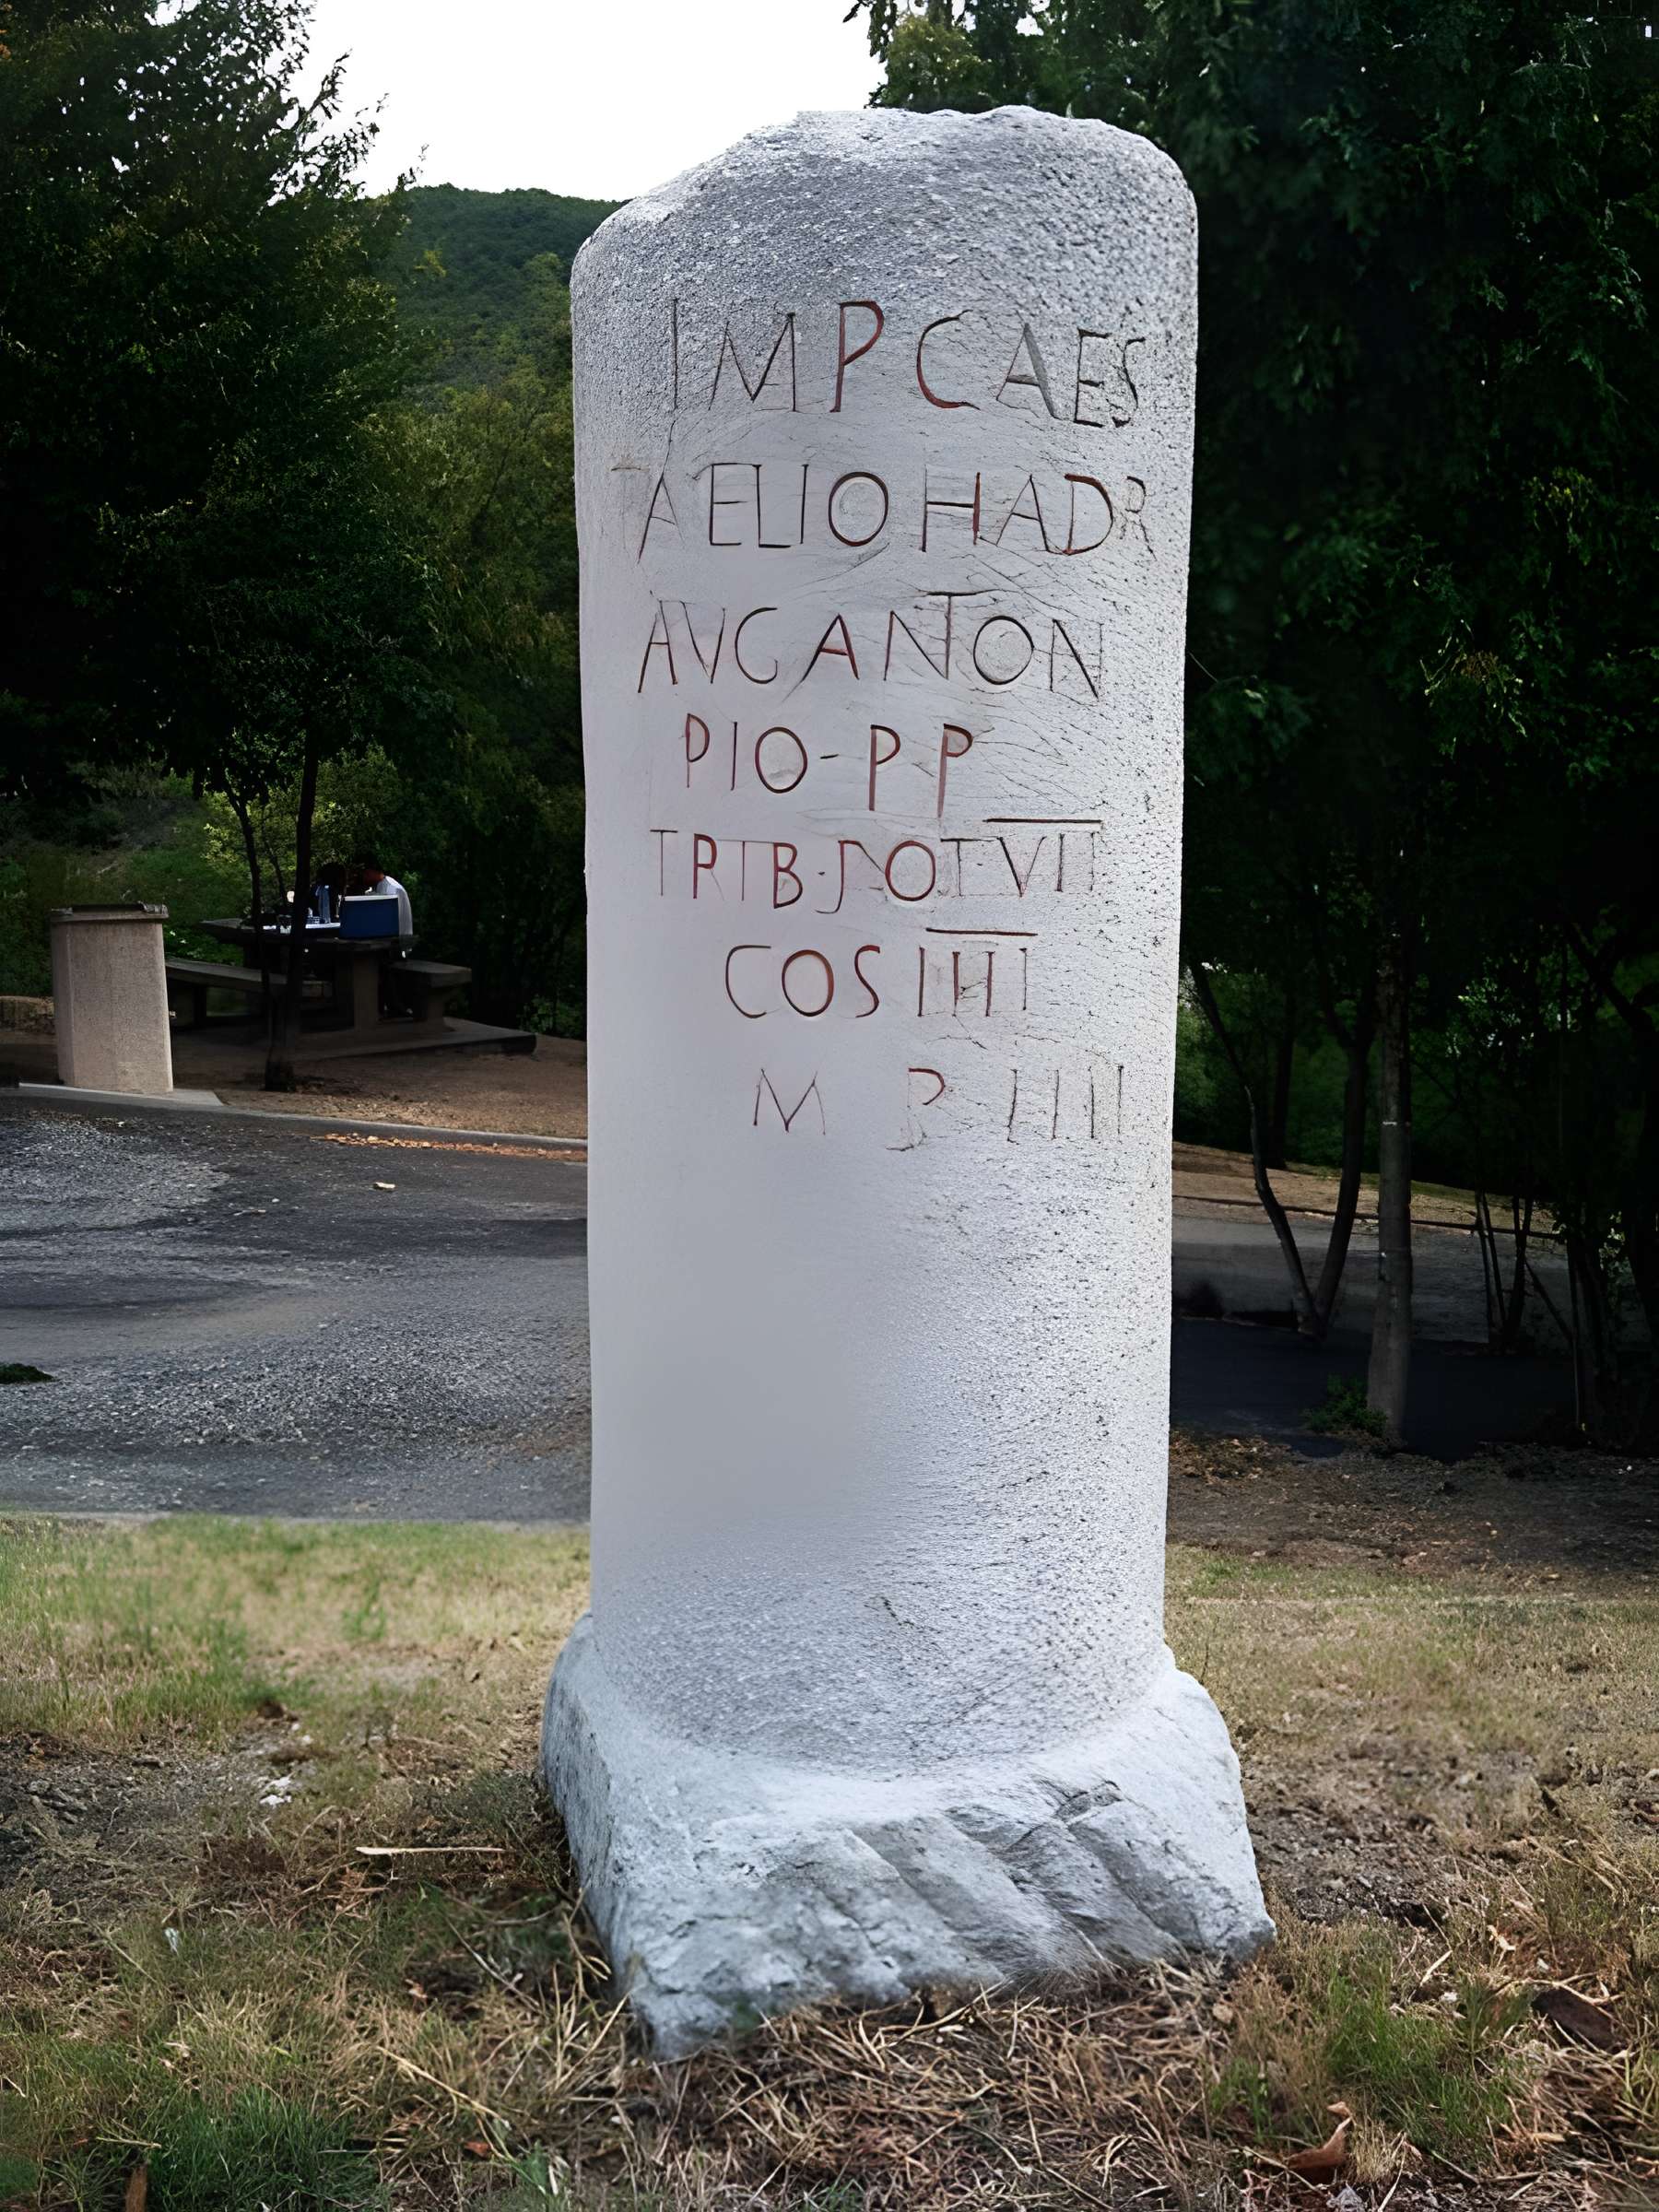 IMP CAES
T AELIO HADR
AVG ANTON
PIO - P P
TRIB · POT VII
COS IIII
M P IIII